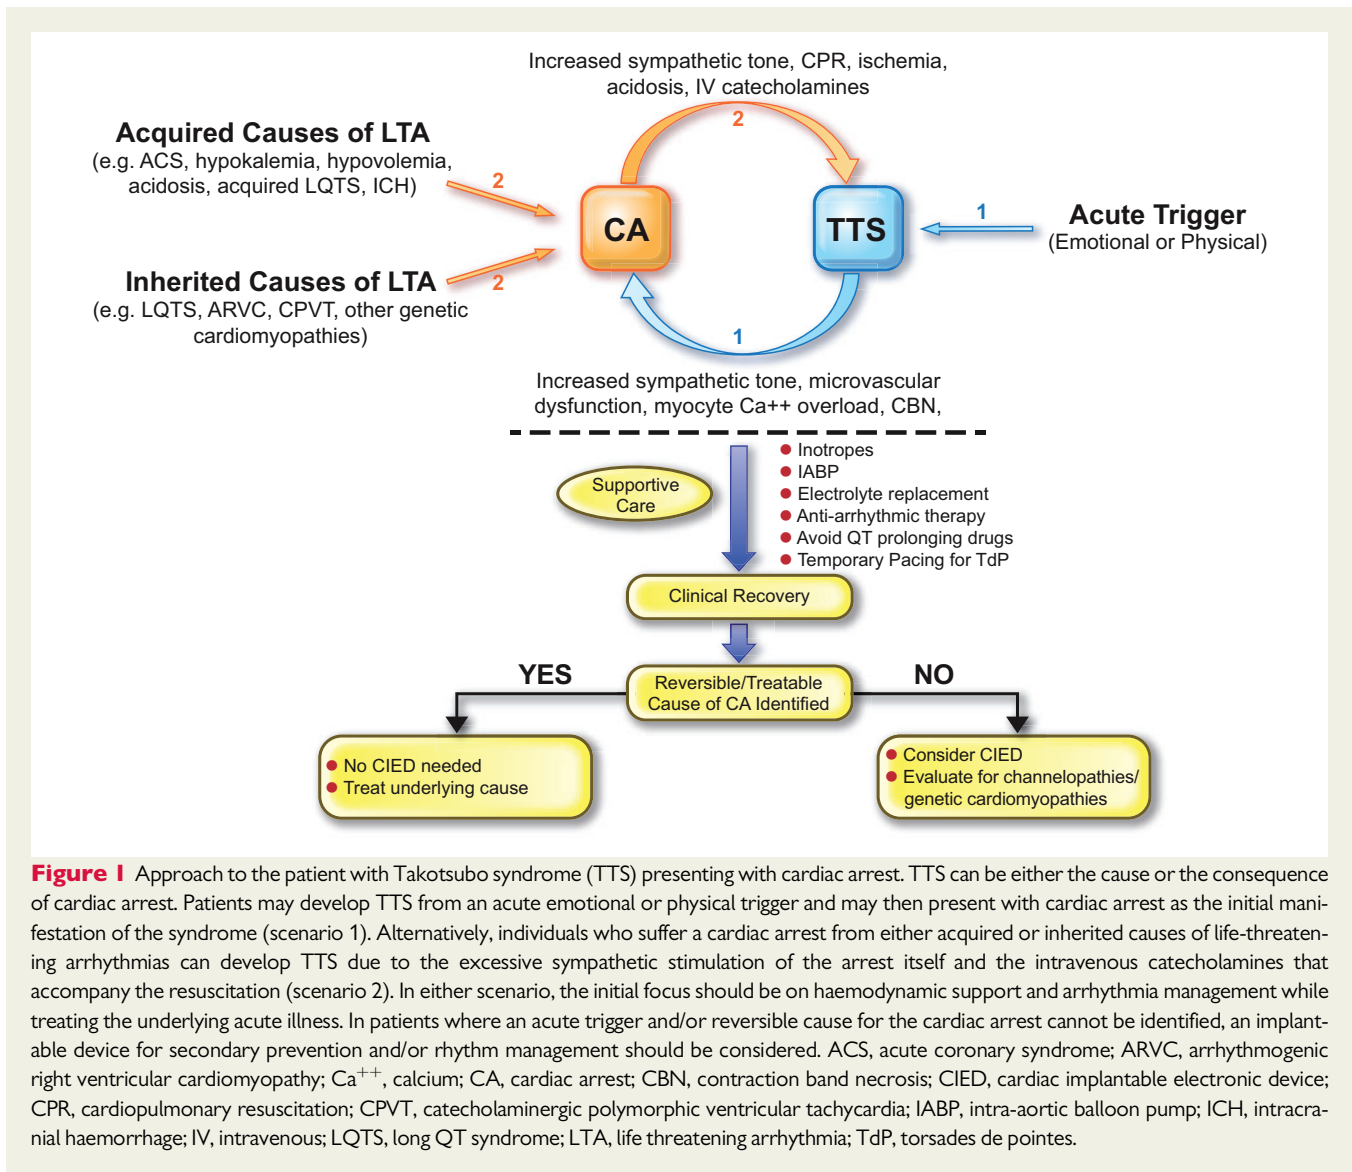 Increased sympathetic tone, CPR, ischemia,
acidosis, IV catecholamines
2
Acquired Causes of LTA
(e.g. ACS, hypokalemia, hypovolemia,
acidosis, acquired LQTS, ICH)
2
CA
TTS
1
Acute Trigger
(Emotional or Physical)
Inherited Causes of LTA
(e.g. LQTS, ARVC, CPVT, other genetic
cardiomyopathies)
2
1
Increased sympathetic tone, microvascular
dysfunction, myocyte Ca++ overload, CBN,
Supportive
Care
Inotropes
IABP
Electrolyte replacement
Anti-arrhythmic therapy
Avoid QT prolonging drugs
Temporary Pacing for TdP
Clinical Recovery
YES
Reversible/Treatable
Cause of CA Identified
NO
No CIED needed
Treat underlying cause
Consider CIED
Evaluate for channelopathies/
genetic cardiomyopathies
Figure 1 Approach to the patient with Takotsubo syndrome (TTS) presenting with cardiac arrest. TTS can be either the cause or the consequence
of cardiac arrest. Patients may develop TTS from an acute emotional or physical trigger and may then present with cardiac arrest as the initial mani-
festation of the syndrome (scenario 1). Alternatively, individuals who suffer a cardiac arrest from either acquired or inherited causes of life-threaten-
ing arrhythmias can develop TTS due to the excessive sympathetic stimulation of the arrest itself and the intravenous catecholamines that
accompany the resuscitation (scenario 2). In either scenario, the initial focus should be on haemodynamic support and arrhythmia management while
treating the underlying acute illness. In patients where an acute trigger and/or reversible cause for the cardiac arrest cannot be identified, an implant-
able device for secondary prevention and/or rhythm management should be considered. ACS, acute coronary syndrome; ARVC, arrhythmogenic
right ventricular cardiomyopathy; Ca++, calcium; CA, cardiac arrest; CBN, contraction band necrosis; CIED, cardiac implantable electronic device;
CPR, cardiopulmonary resuscitation; CPVT, catecholaminergic polymorphic ventricular tachycardia; IABP, intra-aortic balloon pump; ICH, intracra-
nial haemorrhage; IV, intravenous; LQTS, long QT syndrome; LTA, life threatening arrhythmia; TdP, torsades de pointes.